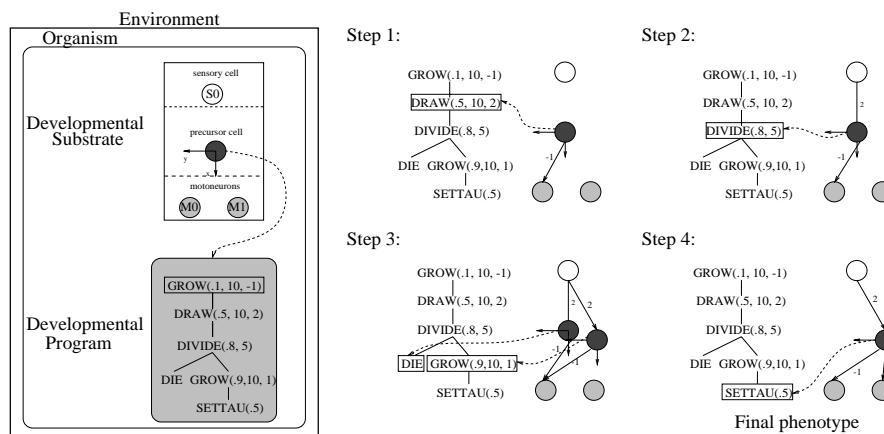 Environment
Organism
sensory cell
S0
Developmental
Substrate
precursor cell
y
x
motoneurons
M0 M1
Developmental
Program
GROW(.1, 10, -1)
DRAW(.5, 10, 2)
DIVIDE(.8, 5)
DIE GROW(.9,10, 1)
SETTAU(.5)
Step 1:
GROW(.1, 10, -1)
DRAW(.5, 10, 2)
DIVIDE(.8, 5)
DIE GROW(.9,10, 1)
SETTAU(.5)
-1
Step 2:
GROW(.1, 10, -1)
DRAW(.5, 10, 2)
DIVIDE(.8, 5)
DIE GROW(.9,10, 1)
SETTAU(.5)
2
-1
Step 3:
GROW(.1, 10, -1)
DRAW(.5, 10, 2)
DIVIDE(.8, 5)
DIE GROW(.9,10, 1)
SETTAU(.5)
2 2
-1
-1
Step 4:
GROW(.1, 10, -1)
DRAW(.5, 10, 2)
DIVIDE(.8, 5)
DIE GROW(.9,10, 1)
SETTAU(.5)
2
-1
Final phenotype